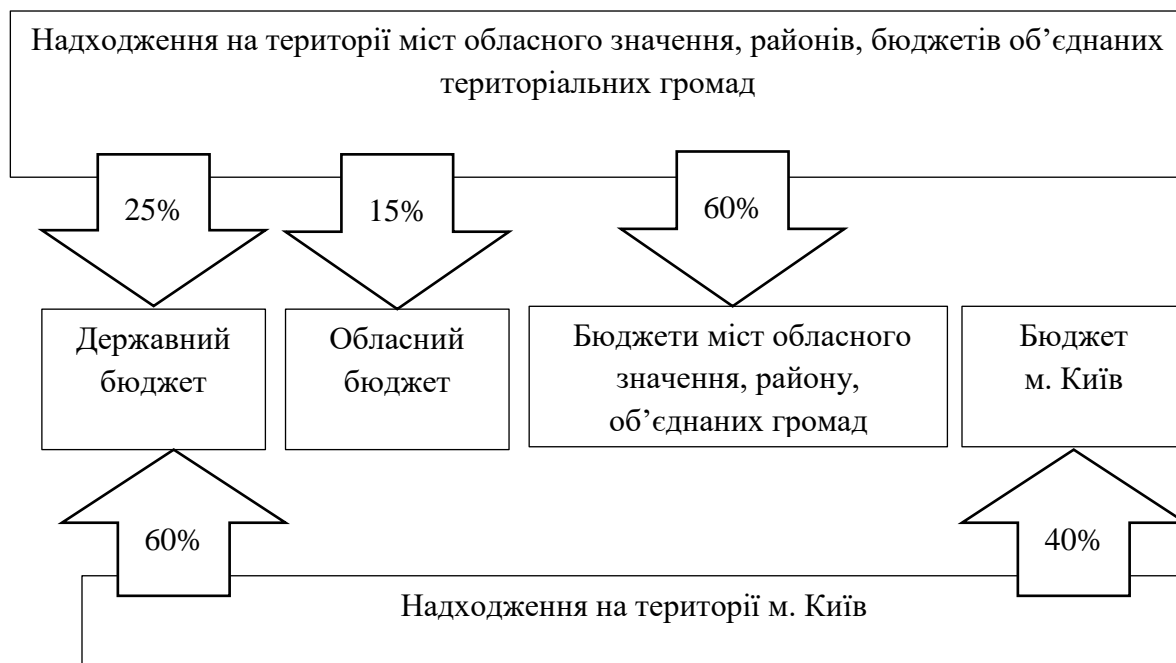 Надходження на території міст обласного значення, районів, бюджетів об’єднаних
територіальних громад
25%
15%
60%
Державний
бюджет
Обласний
бюджет
Бюджети міст обласного
значення, району,
об’єднаних громад
Бюджет
м. Київ
60%
40%
Надходження на території м. Київ